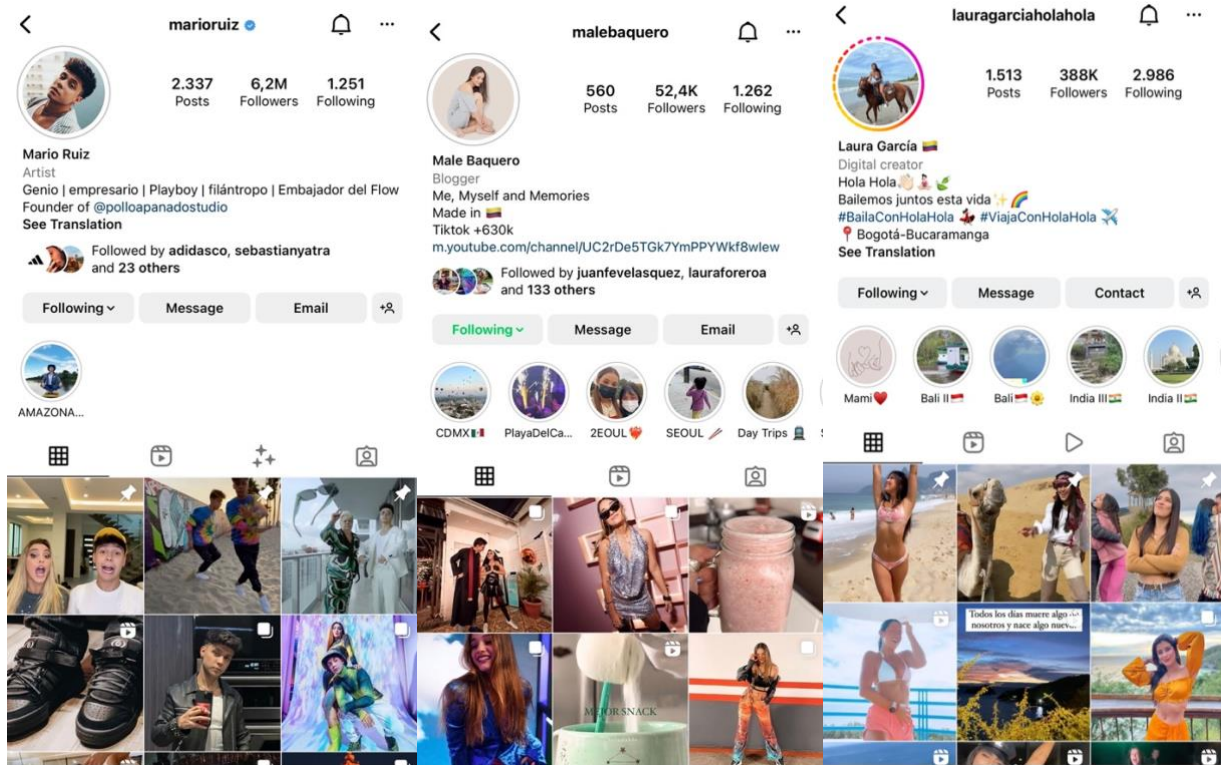 marioruiz
2.337 6,2M 1.251
Posts Followers Following
Mario Ruiz
Artist
Genio | empresario | Playboy | filántropo | Embajador del Flow
Founder of @polloapanadostudio
See Translation
Followed by adidasco, sebastianyatra
and 23 others
Following Message Email
AMAZONA...
malebaquero
560 52,4K 1.262
Posts Followers Following
Male Baquero
Blogger
Me, Myself and Memories
Made in 🇨🇴
Tiktok +630k
m.youtube.com/channel/UC2rDe5TGk7YmPPYWkf8wIew
Followed by juanfevelasquez, lauraforeroa
and 133 others
Following Message Email
CDMX🇲🇽 PlayaDelCa... 2EOUL❤️‍🔥 SEOUL 🥢 Day Trips 🚊
MEJOR SNACK
lauragarciaholahola
1.513 388K 2.986
Posts Followers Following
Laura García 🇨🇴
Digital creator
Hola Hola👋🏻🧘🏻‍♀️🌿
Bailemos juntos esta vida✨🌈
#BailaConHolaHola 💃🏻 #ViajaConHolaHola ✈️
📍Bogotá-Bucaramanga
See Translation
Following Message Contact
Mami♥️ Bali II🇮🇩 Bali🇮🇩🌼 India III🇮🇳 India II🇮🇳
Todos los días muere algo
nosotros y nace algo nuev...